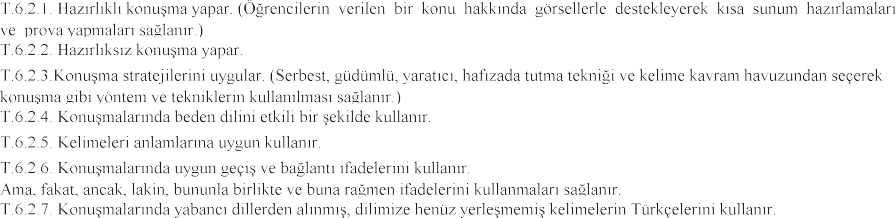 T.6.2.1. Hazırlıklı konuşma yapar. (Öğrencilerin verilen bir konu hakkında görsellerle destekleyerek kısa sunum hazırlamaları
ve prova yapmaları sağlanır.)
T.6.2.2. Hazırlıksız konuşma yapar.
T.6.2.3.Konuşma stratejilerini uygular. (Serbest, güdümlü, yaratıcı, hafızada tutma tekniği ve kelime kavram havuzundan seçerek
konuşma gibi yöntem ve tekniklerin kullanılması sağlanır.)
T.6.2.4. Konuşmalarında beden dilini etkili bir şekilde kullanır.
T.6.2.5. Kelimeleri anlamlarına uygun kullanır.
T.6.2.6. Konuşmalarında uygun geçiş ve bağlantı ifadelerini kullanır.
Ama, fakat, ancak, lakin, bununla birlikte ve buna rağmen ifadelerini kullanmaları sağlanır.
T.6.2.7. Konuşmalarında yabancı dillerden alınmış, dilimize henüz yerleşmemiş kelimelerin Türkçelerini kullanır.